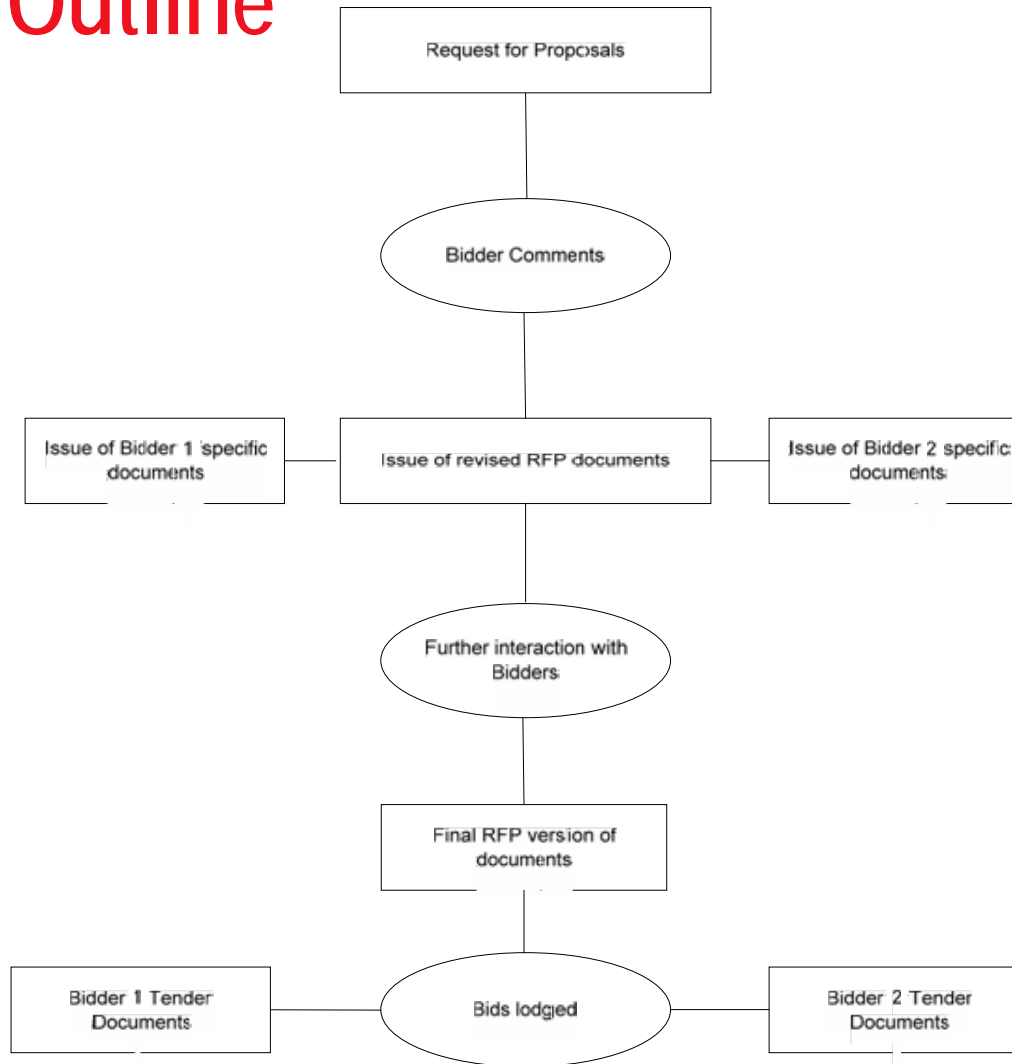 Outline
Request for Proposals
Bidder Comments
Issue of Bidder 1 specific
documents
Issue of revised RFP documents
Issue of Bidder 2 specific
documents
Further interaction with
Bidders
Final RFP version of
documents
Bidder 1 Tender
Documents
Bids lodged
Bidder 2 Tender
Documents